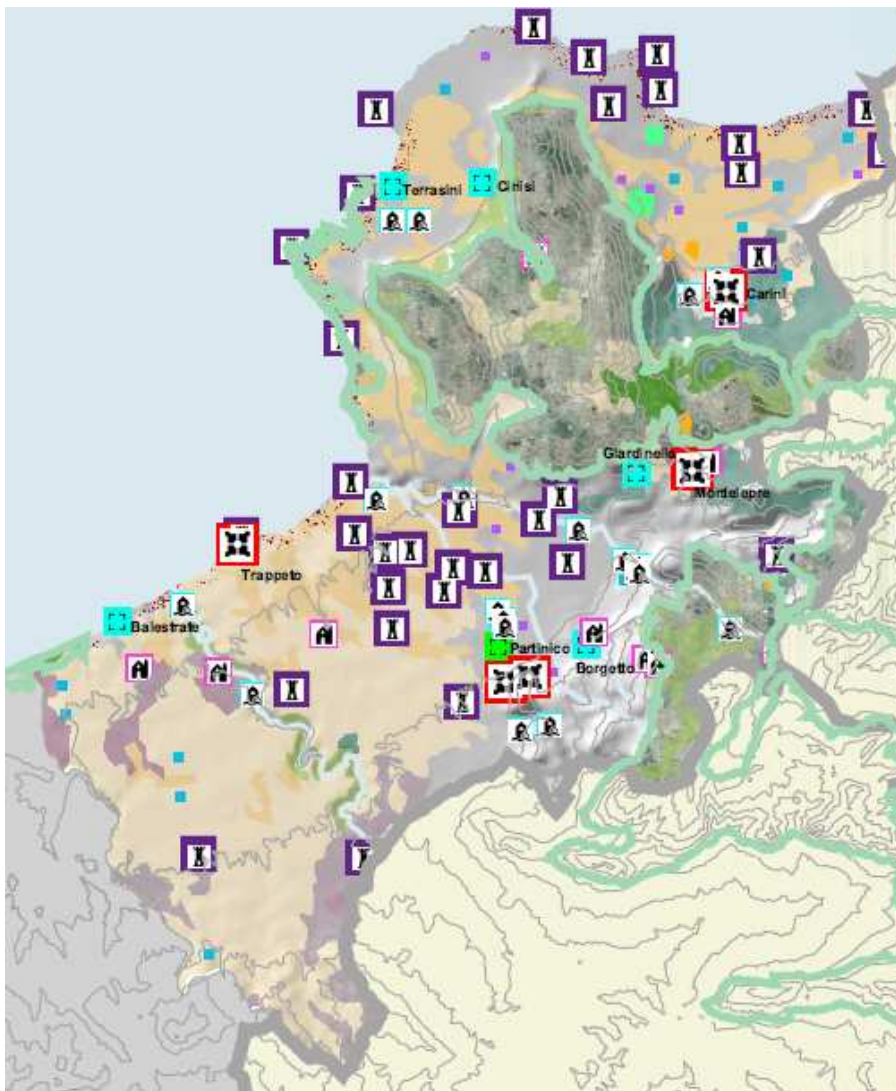 Terrasini
Cinisi
Carini
Giardinello
Montelepre
Trappeto
Balestrate
Partinico
Borgetto